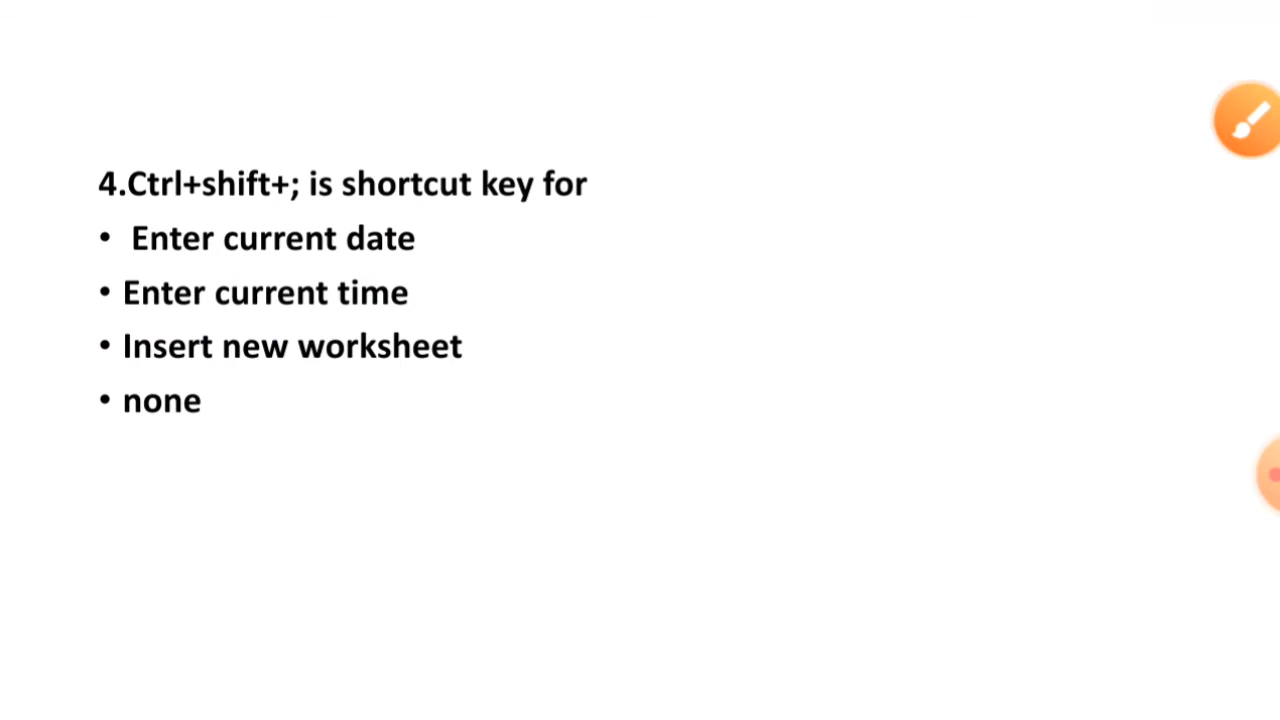 4.Ctrl+shift+; is shortcut key for
• Enter current date
• Enter current time
• Insert new worksheet
• none